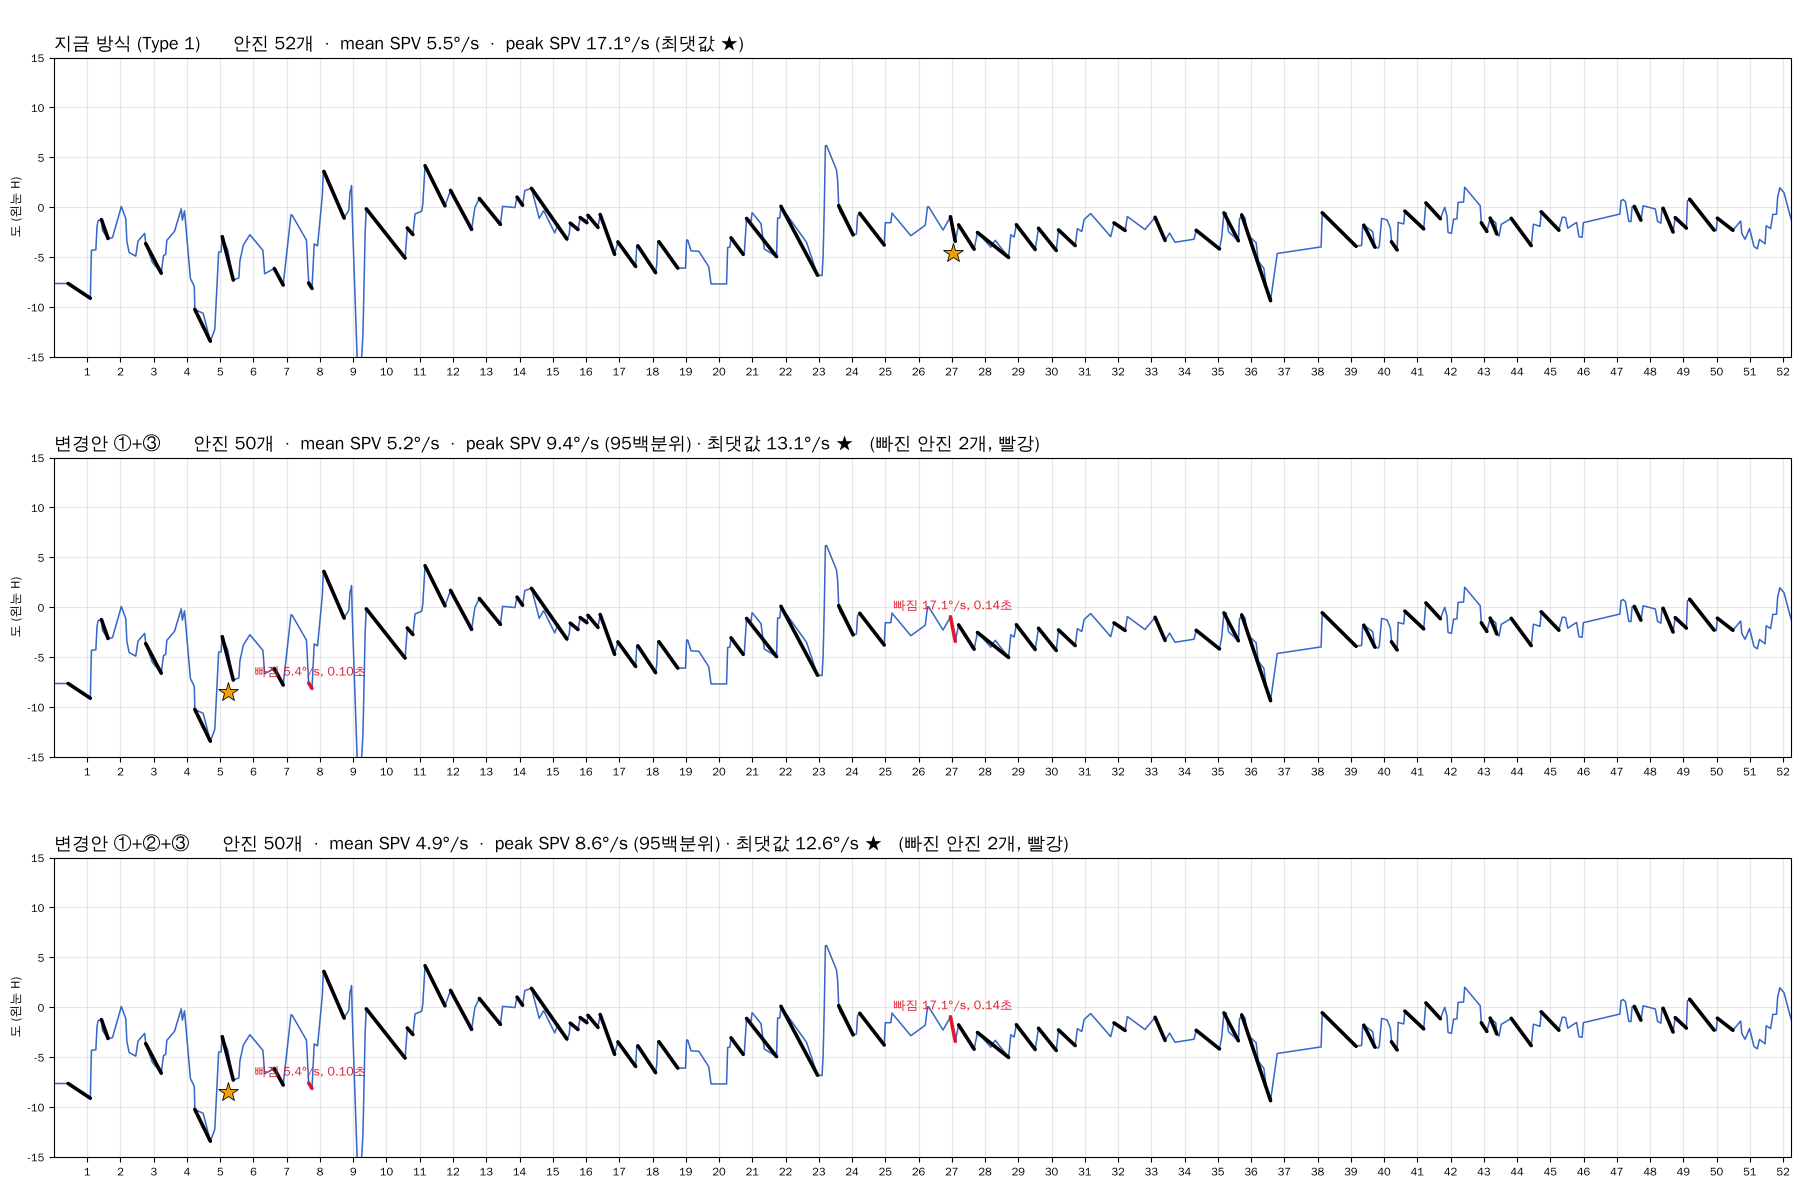 지금 방식 (Type 1) 안진 52개 · mean SPV 5.5°/s · peak SPV 17.1°/s (최댓값 ★)
15
10
5
0
-5
-10
-15
도 (왼눈 H)
1 2 3 4 5 6 7 8 9 10 11 12 13 14 15 16 17 18 19 20 21 22 23 24 25 26 27 28 29 30 31 32 33 34 35 36 37 38 39 40 41 42 43 44 45 46 47 48 49 50 51 52
변경안 ①+③ 안진 50개 · mean SPV 5.2°/s · peak SPV 9.4°/s (95백분위) · 최댓값 13.1°/s ★ (빠진 안진 2개, 빨강)
15
10
5
0
-5
-10
-15
도 (왼눈 H)
빠짐 17.1°/s, 0.14초
빠짐 5.4°/s, 0.10초
1 2 3 4 5 6 7 8 9 10 11 12 13 14 15 16 17 18 19 20 21 22 23 24 25 26 27 28 29 30 31 32 33 34 35 36 37 38 39 40 41 42 43 44 45 46 47 48 49 50 51 52
변경안 ①+②+③ 안진 50개 · mean SPV 4.9°/s · peak SPV 8.6°/s (95백분위) · 최댓값 12.6°/s ★ (빠진 안진 2개, 빨강)
15
10
5
0
-5
-10
-15
도 (왼눈 H)
빠짐 17.1°/s, 0.14초
빠짐 5.4°/s, 0.10초
1 2 3 4 5 6 7 8 9 10 11 12 13 14 15 16 17 18 19 20 21 22 23 24 25 26 27 28 29 30 31 32 33 34 35 36 37 38 39 40 41 42 43 44 45 46 47 48 49 50 51 52